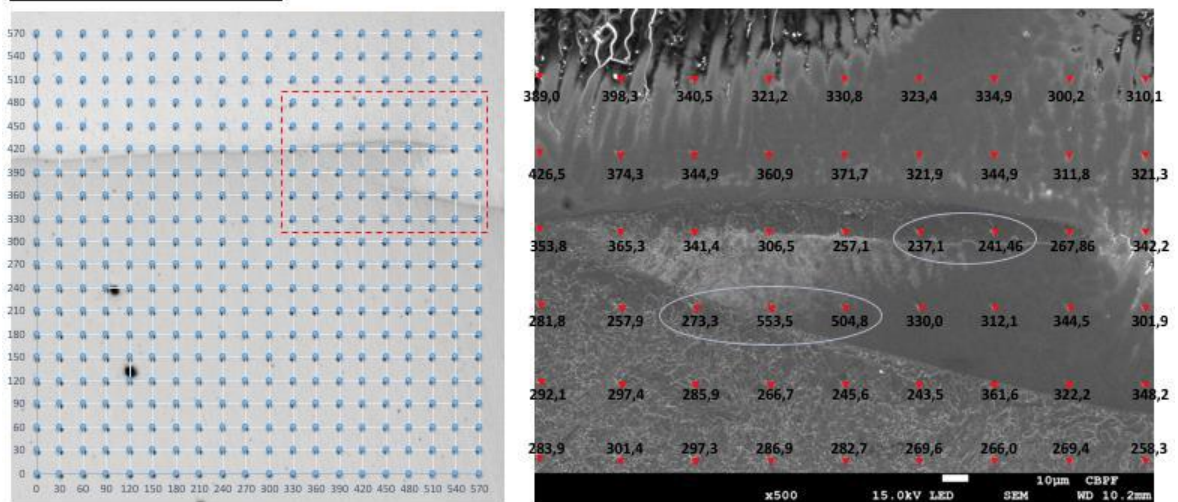 570
540
510
480
450
420
390
360
330
300
270
240
210
180
150
120
90
60
30
0
0 30 60 90 120 150 180 210 240 270 300 330 360 390 420 450 480 510 540 570
389,0 398,3 340,5 321,2 330,8 323,4 334,9 300,2 310,1
426,5 374,3 344,9 360,9 371,7 321,9 344,9 311,8 321,3
353,8 365,3 341,4 306,5 257,1 237,1 241,46 267,86 342,2
281,8 257,9 273,3 553,5 504,8 330,0 312,1 344,5 301,9
292,1 297,4 285,9 266,7 245,6 243,5 361,6 322,2 348,2
283,9 301,4 297,3 286,9 282,7 269,6 266,0 269,4 258,3
10μm CBPF
x500 15.0kV LED SEM WD 10.2mm